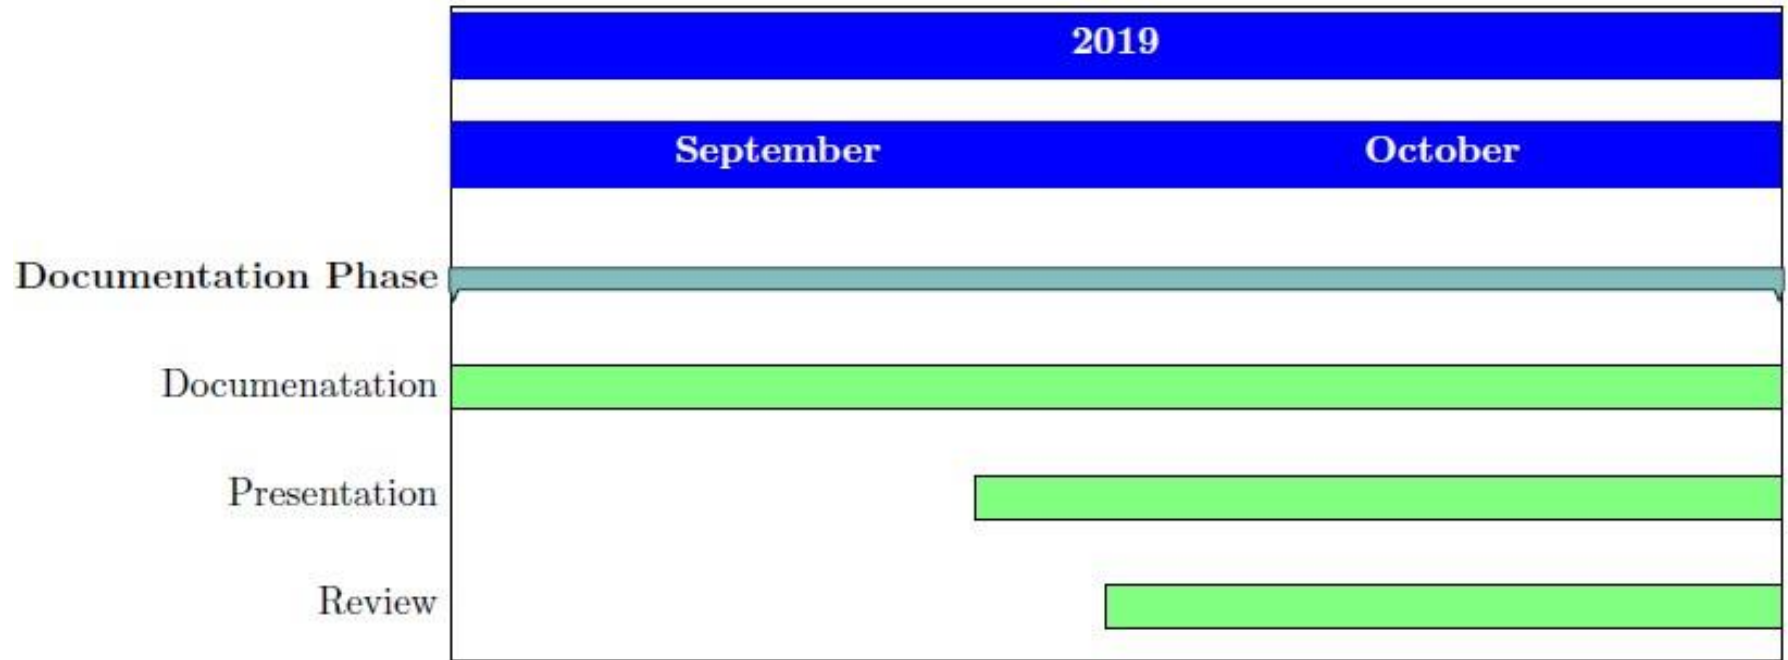 2019
September October
Documentation Phase
Documenatation
Presentation
Review